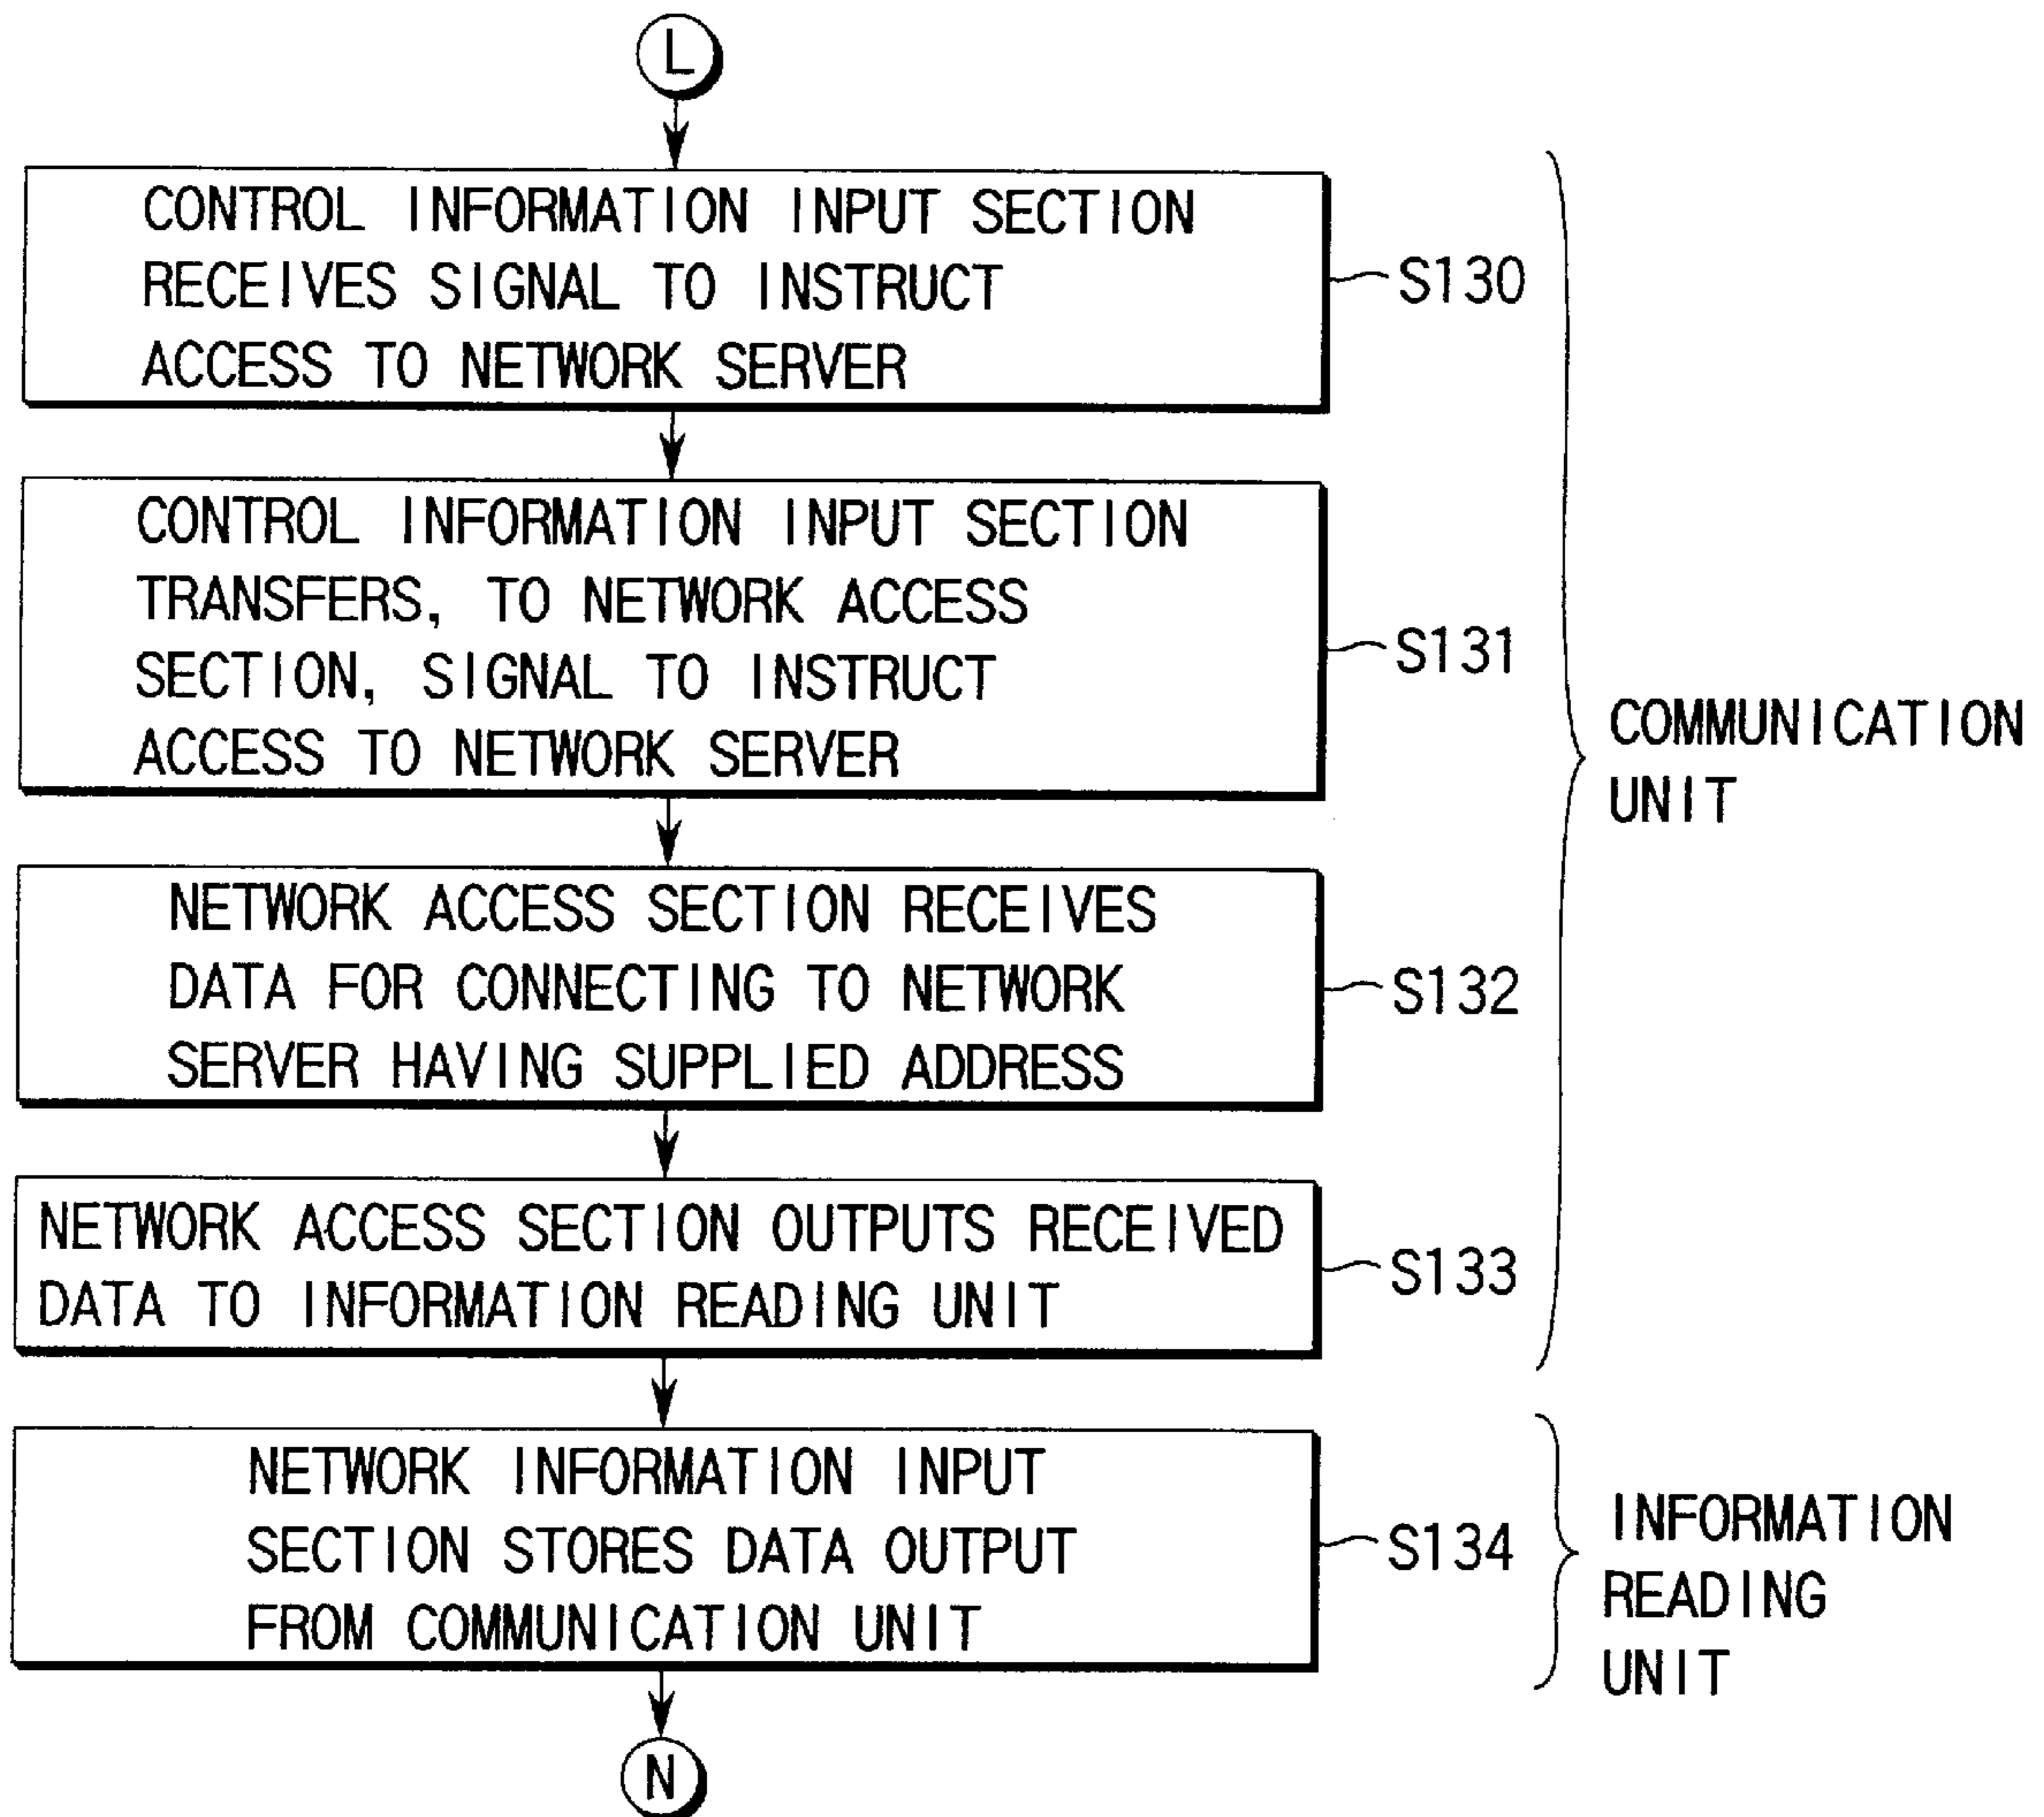 L
CONTROL INFORMATION INPUT SECTION
RECEIVES SIGNAL TO INSTRUCT
ACCESS TO NETWORK SERVER
S130
CONTROL INFORMATION INPUT SECTION
TRANSFERS, TO NETWORK ACCESS
SECTION, SIGNAL TO INSTRUCT
ACCESS TO NETWORK SERVER
S131
COMMUNICATION
UNIT
NETWORK ACCESS SECTION RECEIVES
DATA FOR CONNECTING TO NETWORK
SERVER HAVING SUPPLIED ADDRESS
S132
NETWORK ACCESS SECTION OUTPUTS RECEIVED
DATA TO INFORMATION READING UNIT
S133
NETWORK INFORMATION INPUT
SECTION STORES DATA OUTPUT
FROM COMMUNICATION UNIT
S134
INFORMATION
READING
UNIT
N